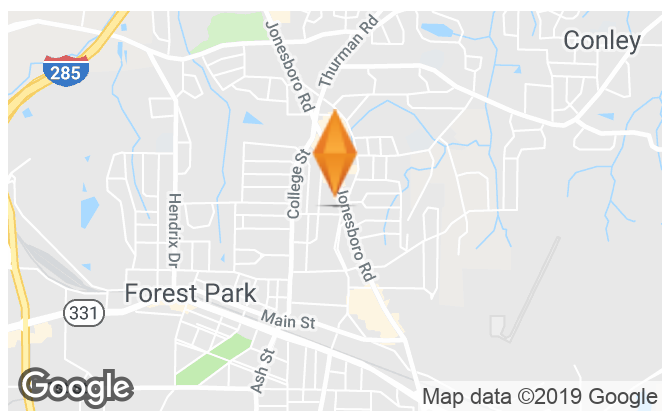 Jonesboro Rd
Thurman Rd
Conley
285
College St
Hendrix Dr
Jonesboro Rd
Forest Park
331
Main St
Ash St
Google
Map data ©2019 Google